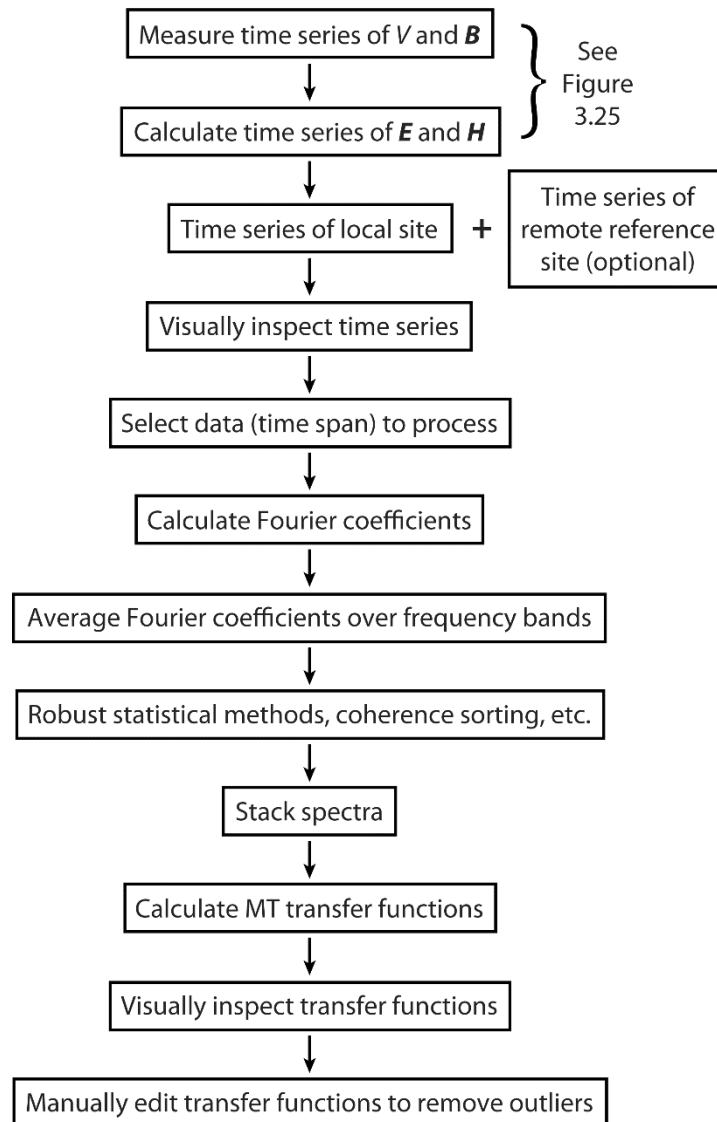 Measure time series of V and B
See
Figure
3.25
Calculate time series of E and H
Time series of local site
+
Time series of
remote reference
site (optional)
Visually inspect time series
Select data (time span) to process
Calculate Fourier coefficients
Average Fourier coefficients over frequency bands
Robust statistical methods, coherence sorting, etc.
Stack spectra
Calculate MT transfer functions
Visually inspect transfer functions
Manually edit transfer functions to remove outliers